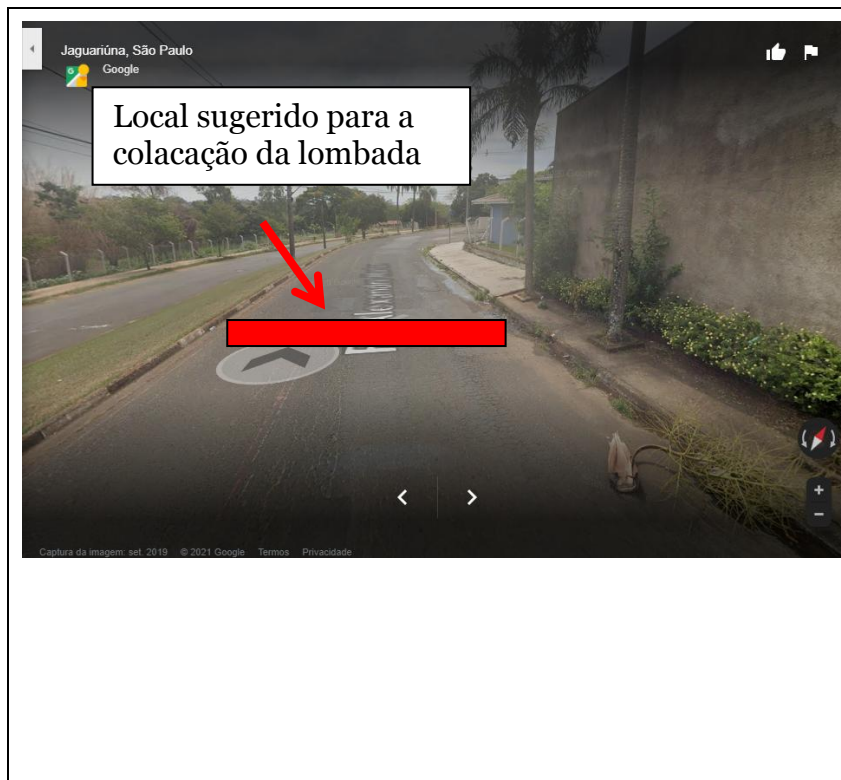 Jaguariúna, São Paulo
Google
Local sugerido para a
colacação da lombada
Captura da imagem: set. 2019 © 2021 Google Termos Privacidade